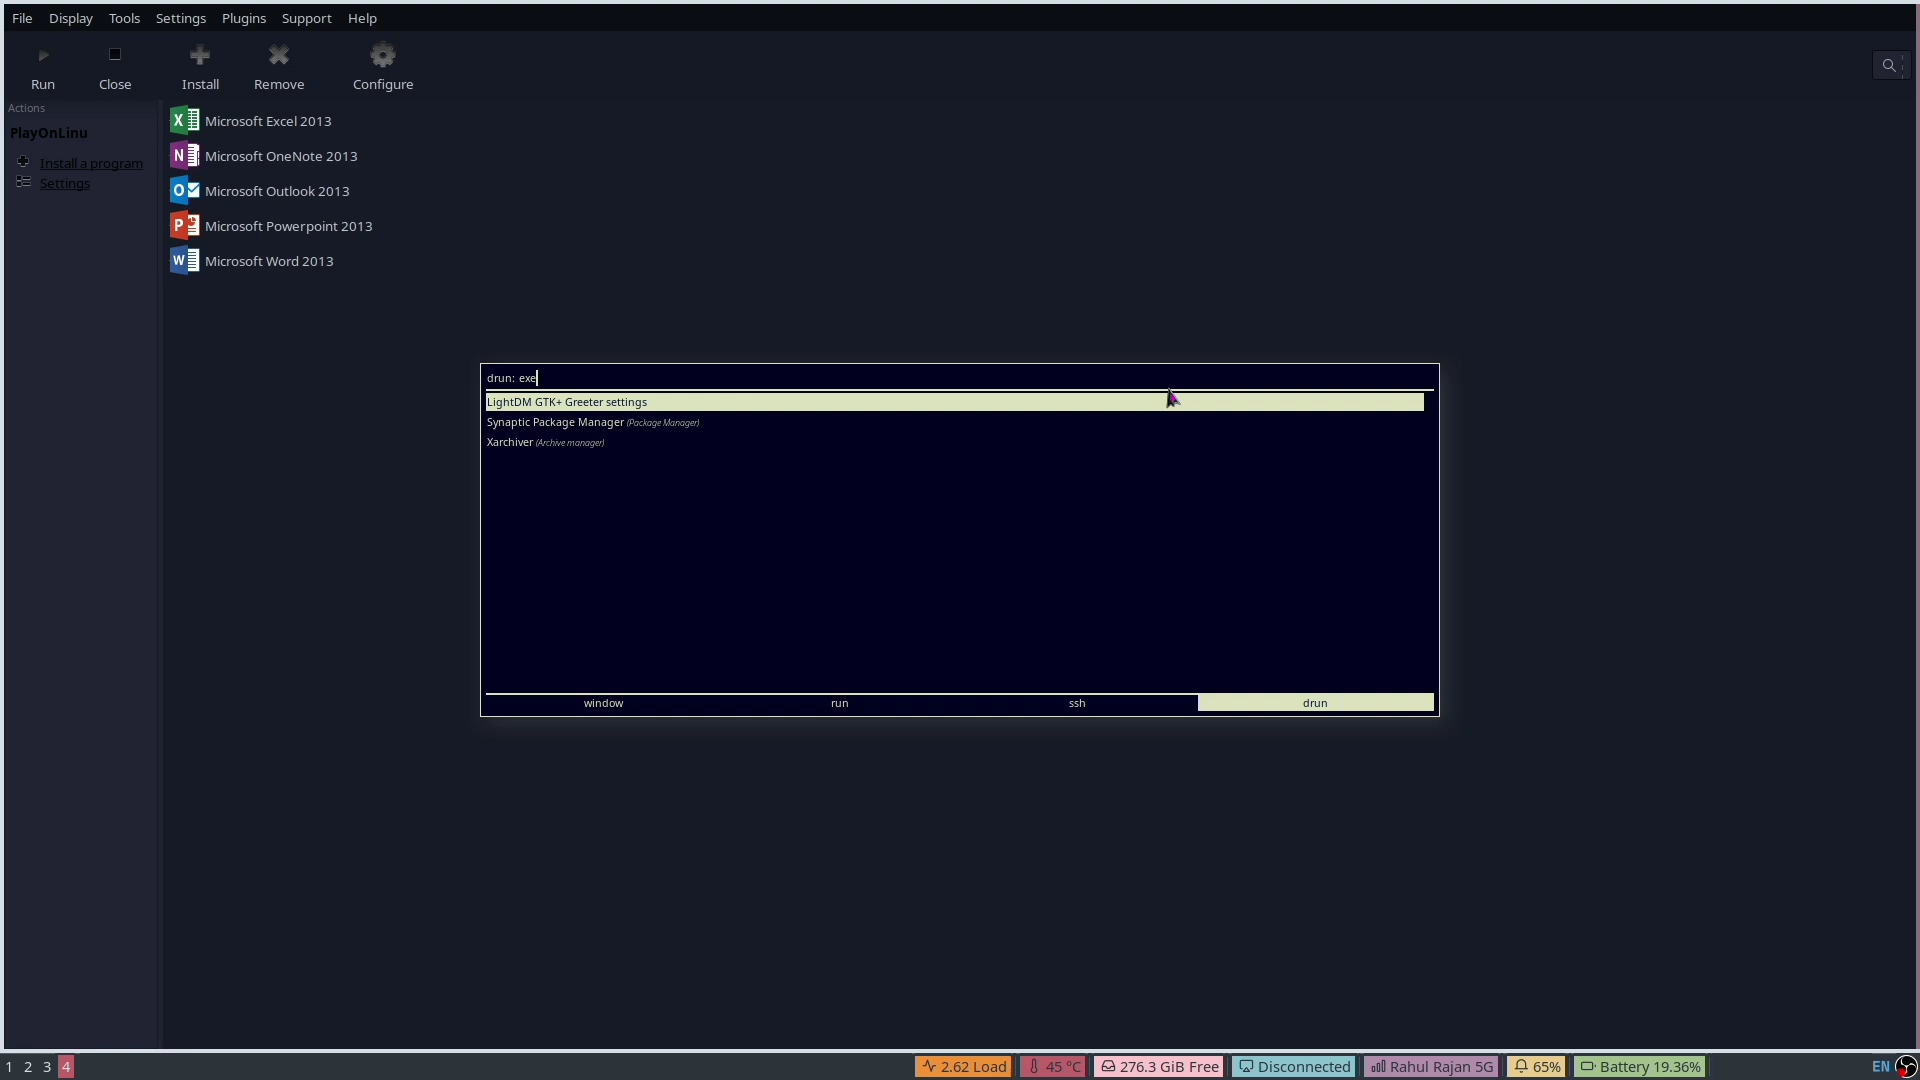 File Display Tools Settings Plugins Support Help
Run Close Install Remove Configure
Actions
PlayOnLinu
Install a program
Settings
Microsoft Excel 2013
Microsoft OneNote 2013
Microsoft Outlook 2013
Microsoft Powerpoint 2013
Microsoft Word 2013
drun: exe
LightDM GTK+ Greeter settings
Synaptic Package Manager (Package Manager)
Xarchiver (Archive manager)
window run ssh drun
1 2 3 4 2.62 Load 45 °C 276.3 GiB Free Disconnected Rahul Rajan 5G 65% Battery 19.36% EN